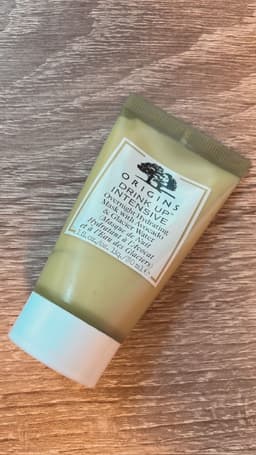 ORIGINS
DRINK UP™
INTENSIVE
Overnight Hydrating
Mask with Avocado
& Glacier Water
(Masque de Nuit
Hydratant à l'Avocat
et à l'Eau des Glaciers)